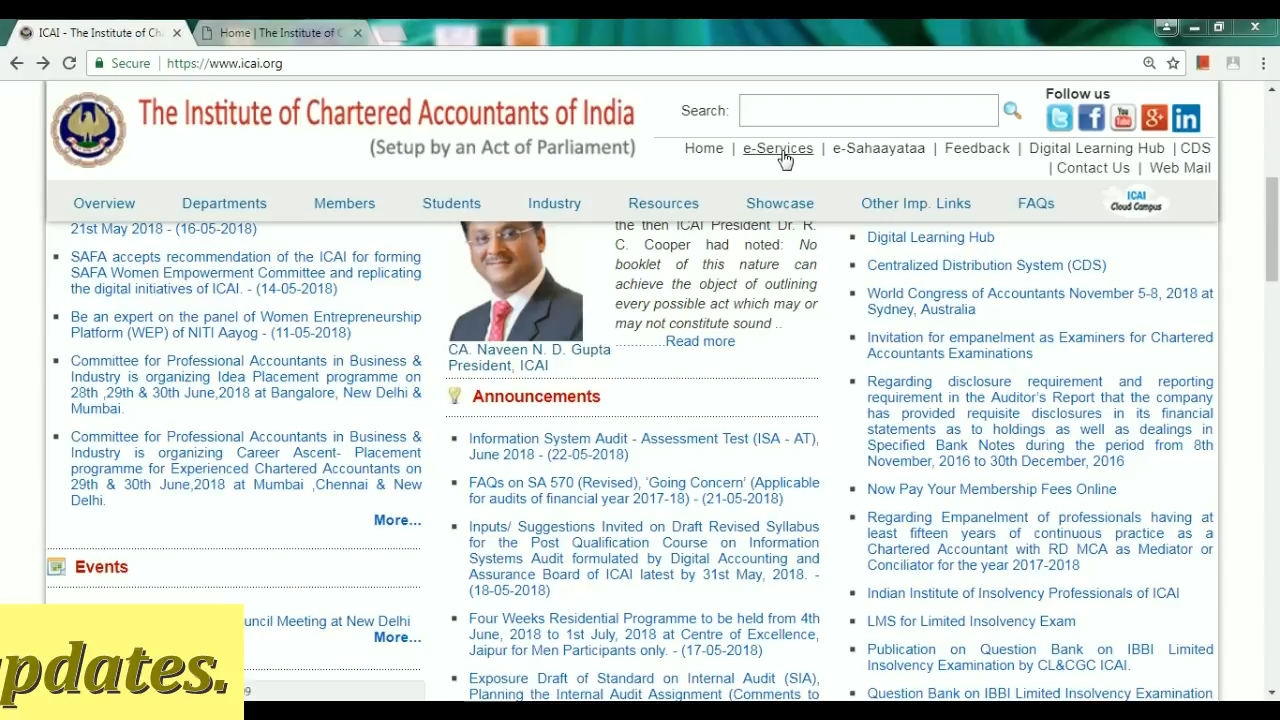 ICAI - The Institute of Cha
Home | The Institute of C
Secure | https://www.icai.org
The Institute of Chartered Accountants of India
(Setup by an Act of Parliament)
Search:
Follow us
You
Tube
Home | e-Services | e-Sahaayataa | Feedback | Digital Learning Hub | CDS
| Contact Us | Web Mail
Overview Departments Members Students Industry Resources Showcase Other Imp. Links FAQs
ICAI
Cloud Campus
21st May 2018 - (16-05-2018)
SAFA accepts recommendation of the ICAI for forming
SAFA Women Empowerment Committee and replicating
the digital initiatives of ICAI. - (14-05-2018)
Be an expert on the panel of Women Entrepreneurship
Platform (WEP) of NITI Aayog - (11-05-2018)
Committee for Professional Accountants in Business &
Industry is organizing Idea Placement programme on
28th ,29th & 30th June,2018 at Bangalore, New Delhi &
Mumbai.
Committee for Professional Accountants in Business &
Industry is organizing Career Ascent- Placement
programme for Experienced Chartered Accountants on
29th & 30th June,2018 at Mumbai ,Chennai & New
Delhi.
More...
Events
uncil Meeting at New Delhi
More...
pdates.
09
the then ICAI President Dr. R.
C. Cooper had noted: No
booklet of this nature can
achieve the object of outlining
every possible act which may or
may not constitute sound ..
............Read more
CA. Naveen N. D. Gupta
President, ICAI
Announcements
Information System Audit - Assessment Test (ISA - AT),
June 2018 - (22-05-2018)
FAQs on SA 570 (Revised), ‘Going Concern’ (Applicable
for audits of financial year 2017-18) - (21-05-2018)
Inputs/ Suggestions Invited on Draft Revised Syllabus
for the Post Qualification Course on Information
Systems Audit formulated by Digital Accounting and
Assurance Board of ICAI latest by 31st May, 2018. -
(18-05-2018)
Four Weeks Residential Programme to be held from 4th
June, 2018 to 1st July, 2018 at Centre of Excellence,
Jaipur for Men Participants only. - (17-05-2018)
Exposure Draft of Standard on Internal Audit (SIA),
Planning the Internal Audit Assignment (Comments to
Digital Learning Hub
Centralized Distribution System (CDS)
World Congress of Accountants November 5-8, 2018 at
Sydney, Australia
Invitation for empanelment as Examiners for Chartered
Accountants Examinations
Regarding disclosure requirement and reporting
requirement in the Auditor's Report that the company
has provided requisite disclosures in its financial
statements as to holdings as well as dealings in
Specified Bank Notes during the period from 8th
November, 2016 to 30th December, 2016
Now Pay Your Membership Fees Online
Regarding Empanelment of professionals having at
least fifteen years of continuous practice as a
Chartered Accountant with RD MCA as Mediator or
Conciliator for the year 2017-2018
Indian Institute of Insolvency Professionals of ICAI
LMS for Limited Insolvency Exam
Publication on Question Bank on IBBI Limited
Insolvency Examination by CL&CGC ICAI.
Question Bank on IBBI Limited Insolvency Examination